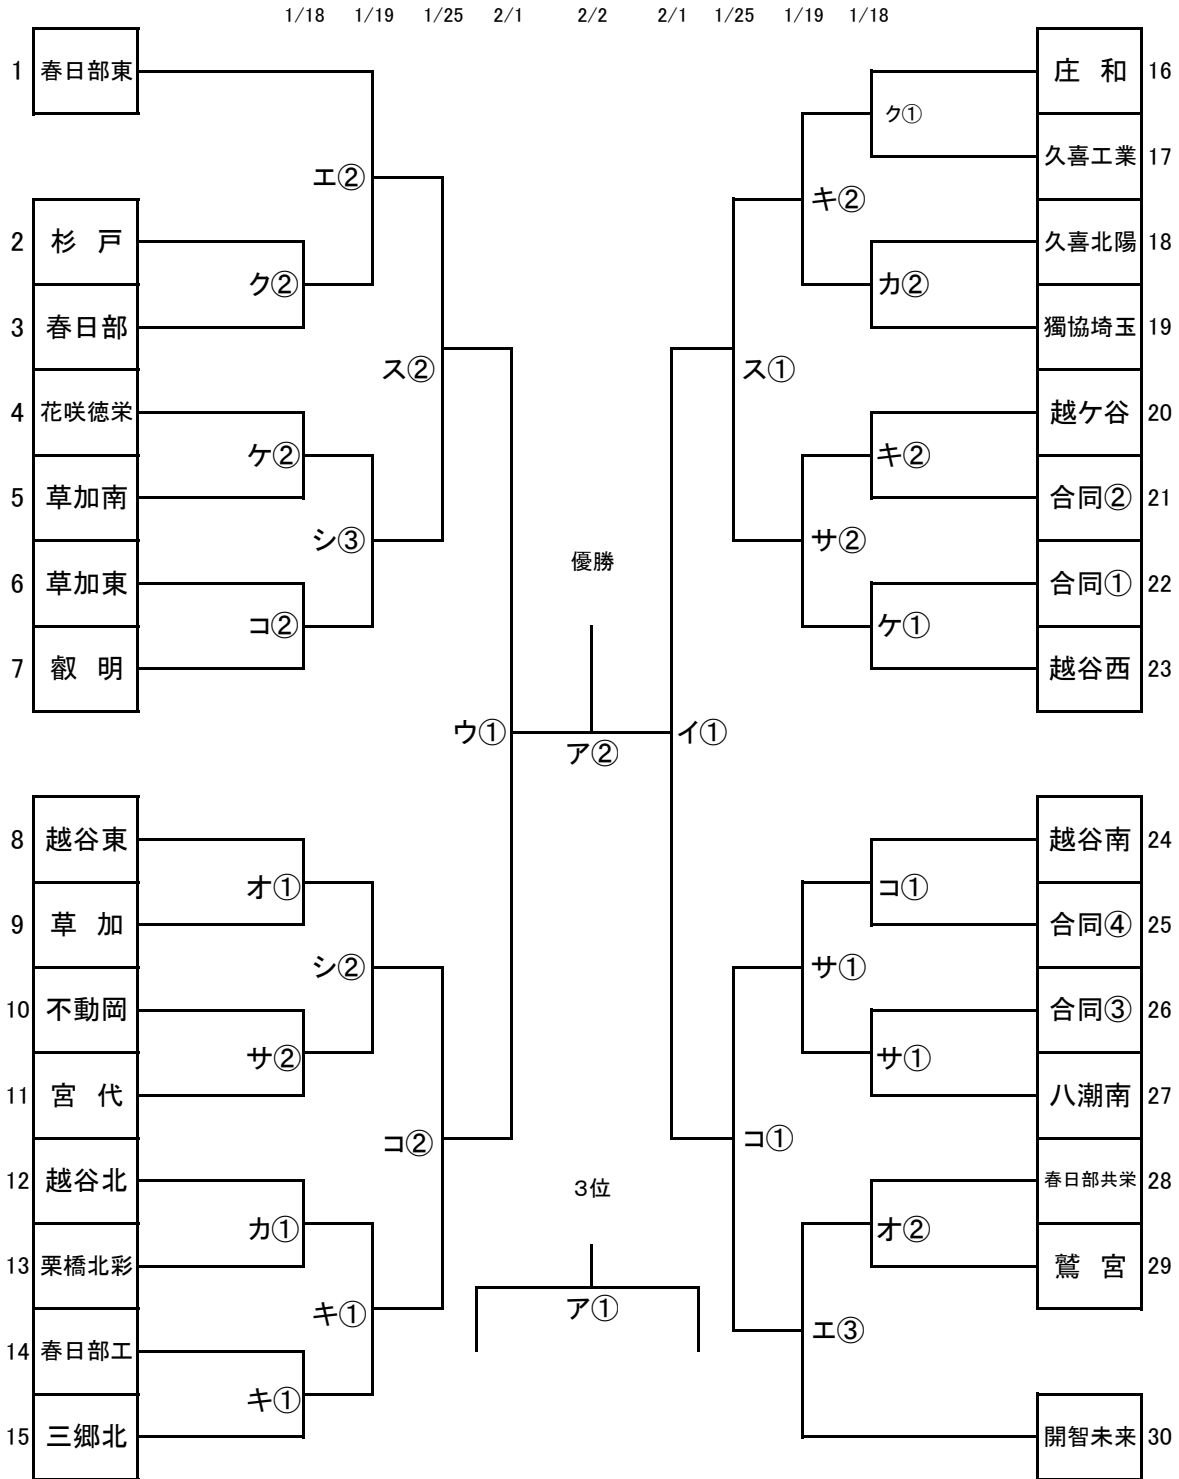 1/18 1/19 1/25 2/1 2/2 2/1 1/25 1/19 1/18
1 春日部東
庄 和 16
ク①
久喜工業 17
エ②
キ②
2 杉 戸
久喜北陽 18
ク②
カ②
3 春日部
獨協埼玉 19
ス②
ス①
4 花咲徳栄
越ケ谷 20
ケ②
キ②
5 草加南
合同② 21
シ③
サ②
優勝
6 草加東
合同① 22
コ②
ケ①
7 叡 明
越谷西 23
ウ①
ア②
イ①
8 越谷東
越谷南 24
オ①
コ①
9 草 加
合同④ 25
シ②
サ①
10 不動岡
合同③ 26
サ②
サ①
11 宮 代
八潮南 27
コ②
コ①
12 越谷北
3位
春日部共栄 28
カ①
オ②
13 栗橋北彩
鷲 宮 29
キ①
ア①
エ③
14 春日部工
キ①
15 三郷北
開智未来 30